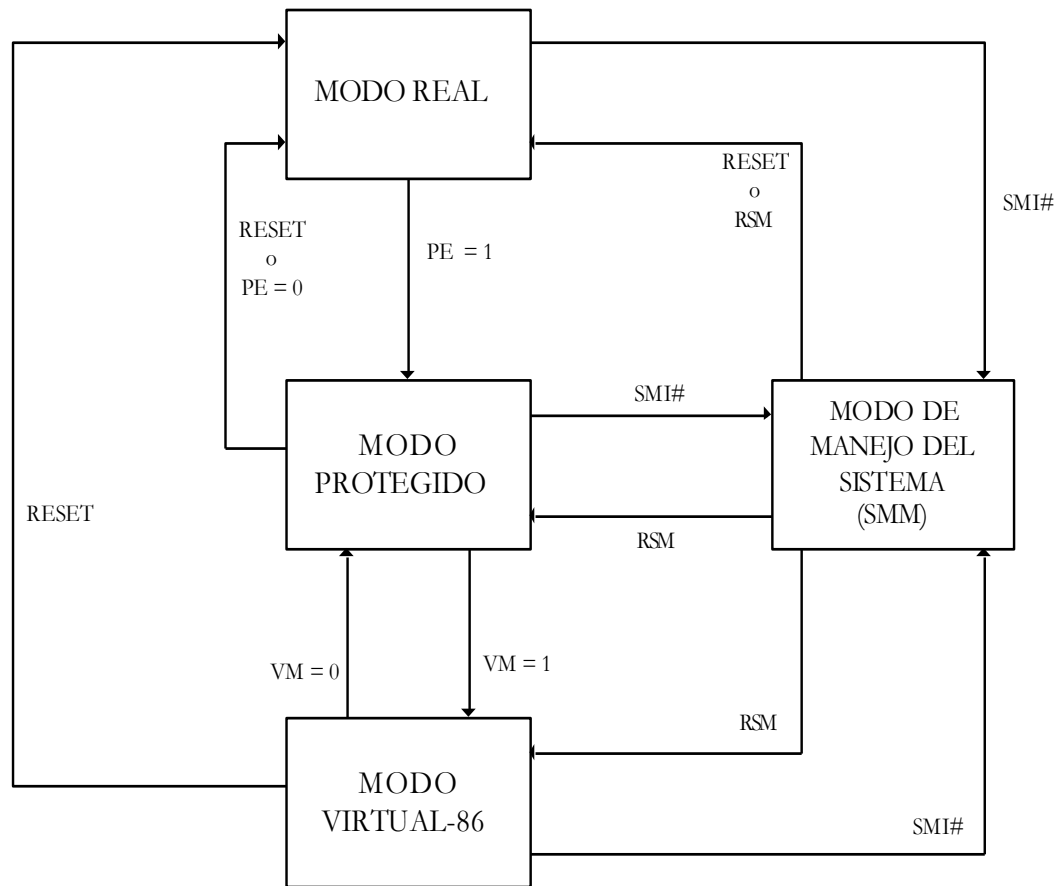 MODO REAL
RESET
o
RSM
SMI#
RESET
o
PE = 0
PE = 1
MODO
PROTEGIDO
SMI#
MODO DE
MANEJO DEL
SISTEMA
(SMM)
RESET
RSM
VM = 0
VM = 1
RSM
MODO
VIRTUAL-86
SMI#